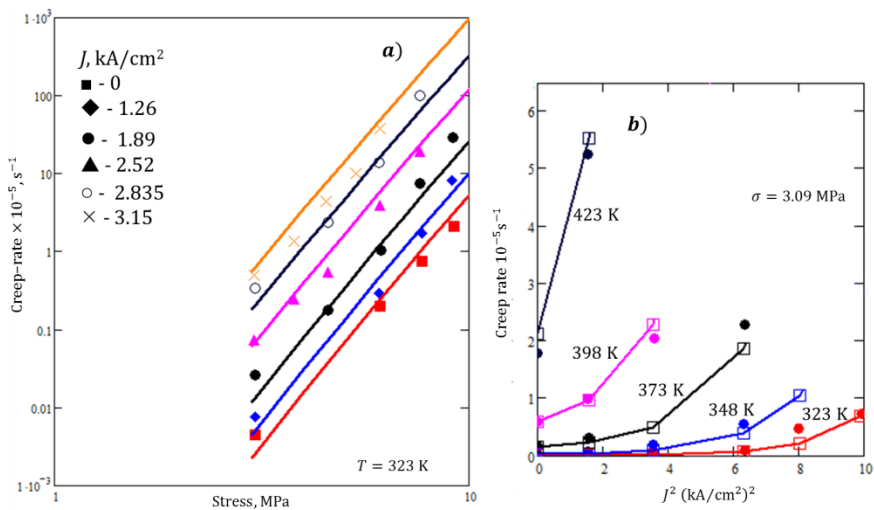 a)
J, kA/cm²
- 0
- 1.26
- 1.89
- 2.52
- 2.835
- 3.15
1·10³
100
10
1
0.1
0.01
1·10⁻³
Creep-rate × 10⁻⁵, s⁻¹
T = 323 K
1
10
Stress, MPa
b)
6
5
4
3
2
1
0
Creep rate 10⁻⁵s⁻¹
σ = 3.09 MPa
423 K
398 K
373 K
348 K
323 K
0
2
4
6
8
10
J² (kA/cm)²